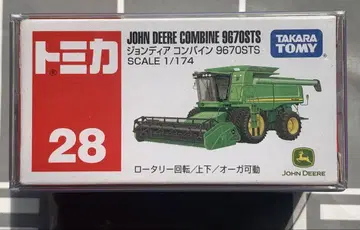 トミカ
JOHN DEERE COMBINE 9670STS
ジョンディア コンバイン 9670STS
SCALE 1/174
TAKARA
TOMY
28
ロータリー回転/上下/オーガ可動
JOHN DEERE